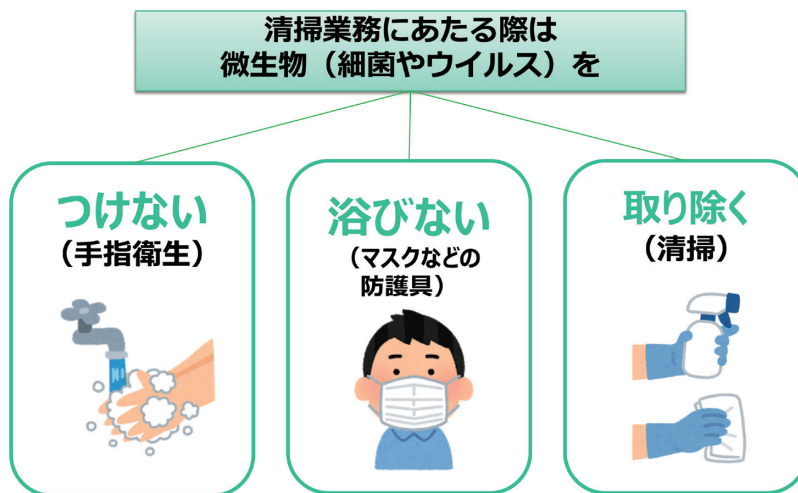 清掃業務にあたる際は
微生物（細菌やウイルス）を
つけない
（手指衛生）
浴びない
（マスクなどの
防護具）
取り除く
（清掃）